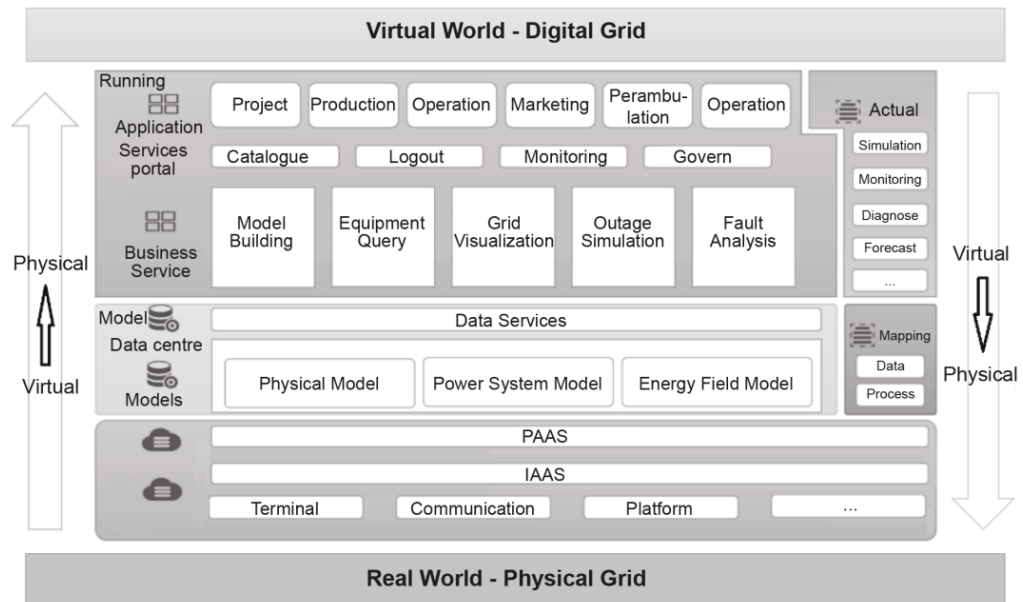 Virtual World - Digital Grid
Running
Application
Services
portal
Project
Production
Operation
Marketing
Perambu-
lation
Operation
Catalogue
Logout
Monitoring
Govern
Business
Service
Model
Building
Equipment
Query
Grid
Visualization
Outage
Simulation
Fault
Analysis
Actual
Simulation
Monitoring
Diagnose
Forecast
...
Physical
Virtual
Virtual
Physical
Model
Data centre
Models
Data Services
Physical Model
Power System Model
Energy Field Model
Mapping
Data
Process
PAAS
IAAS
Terminal
Communication
Platform
...
Real World - Physical Grid